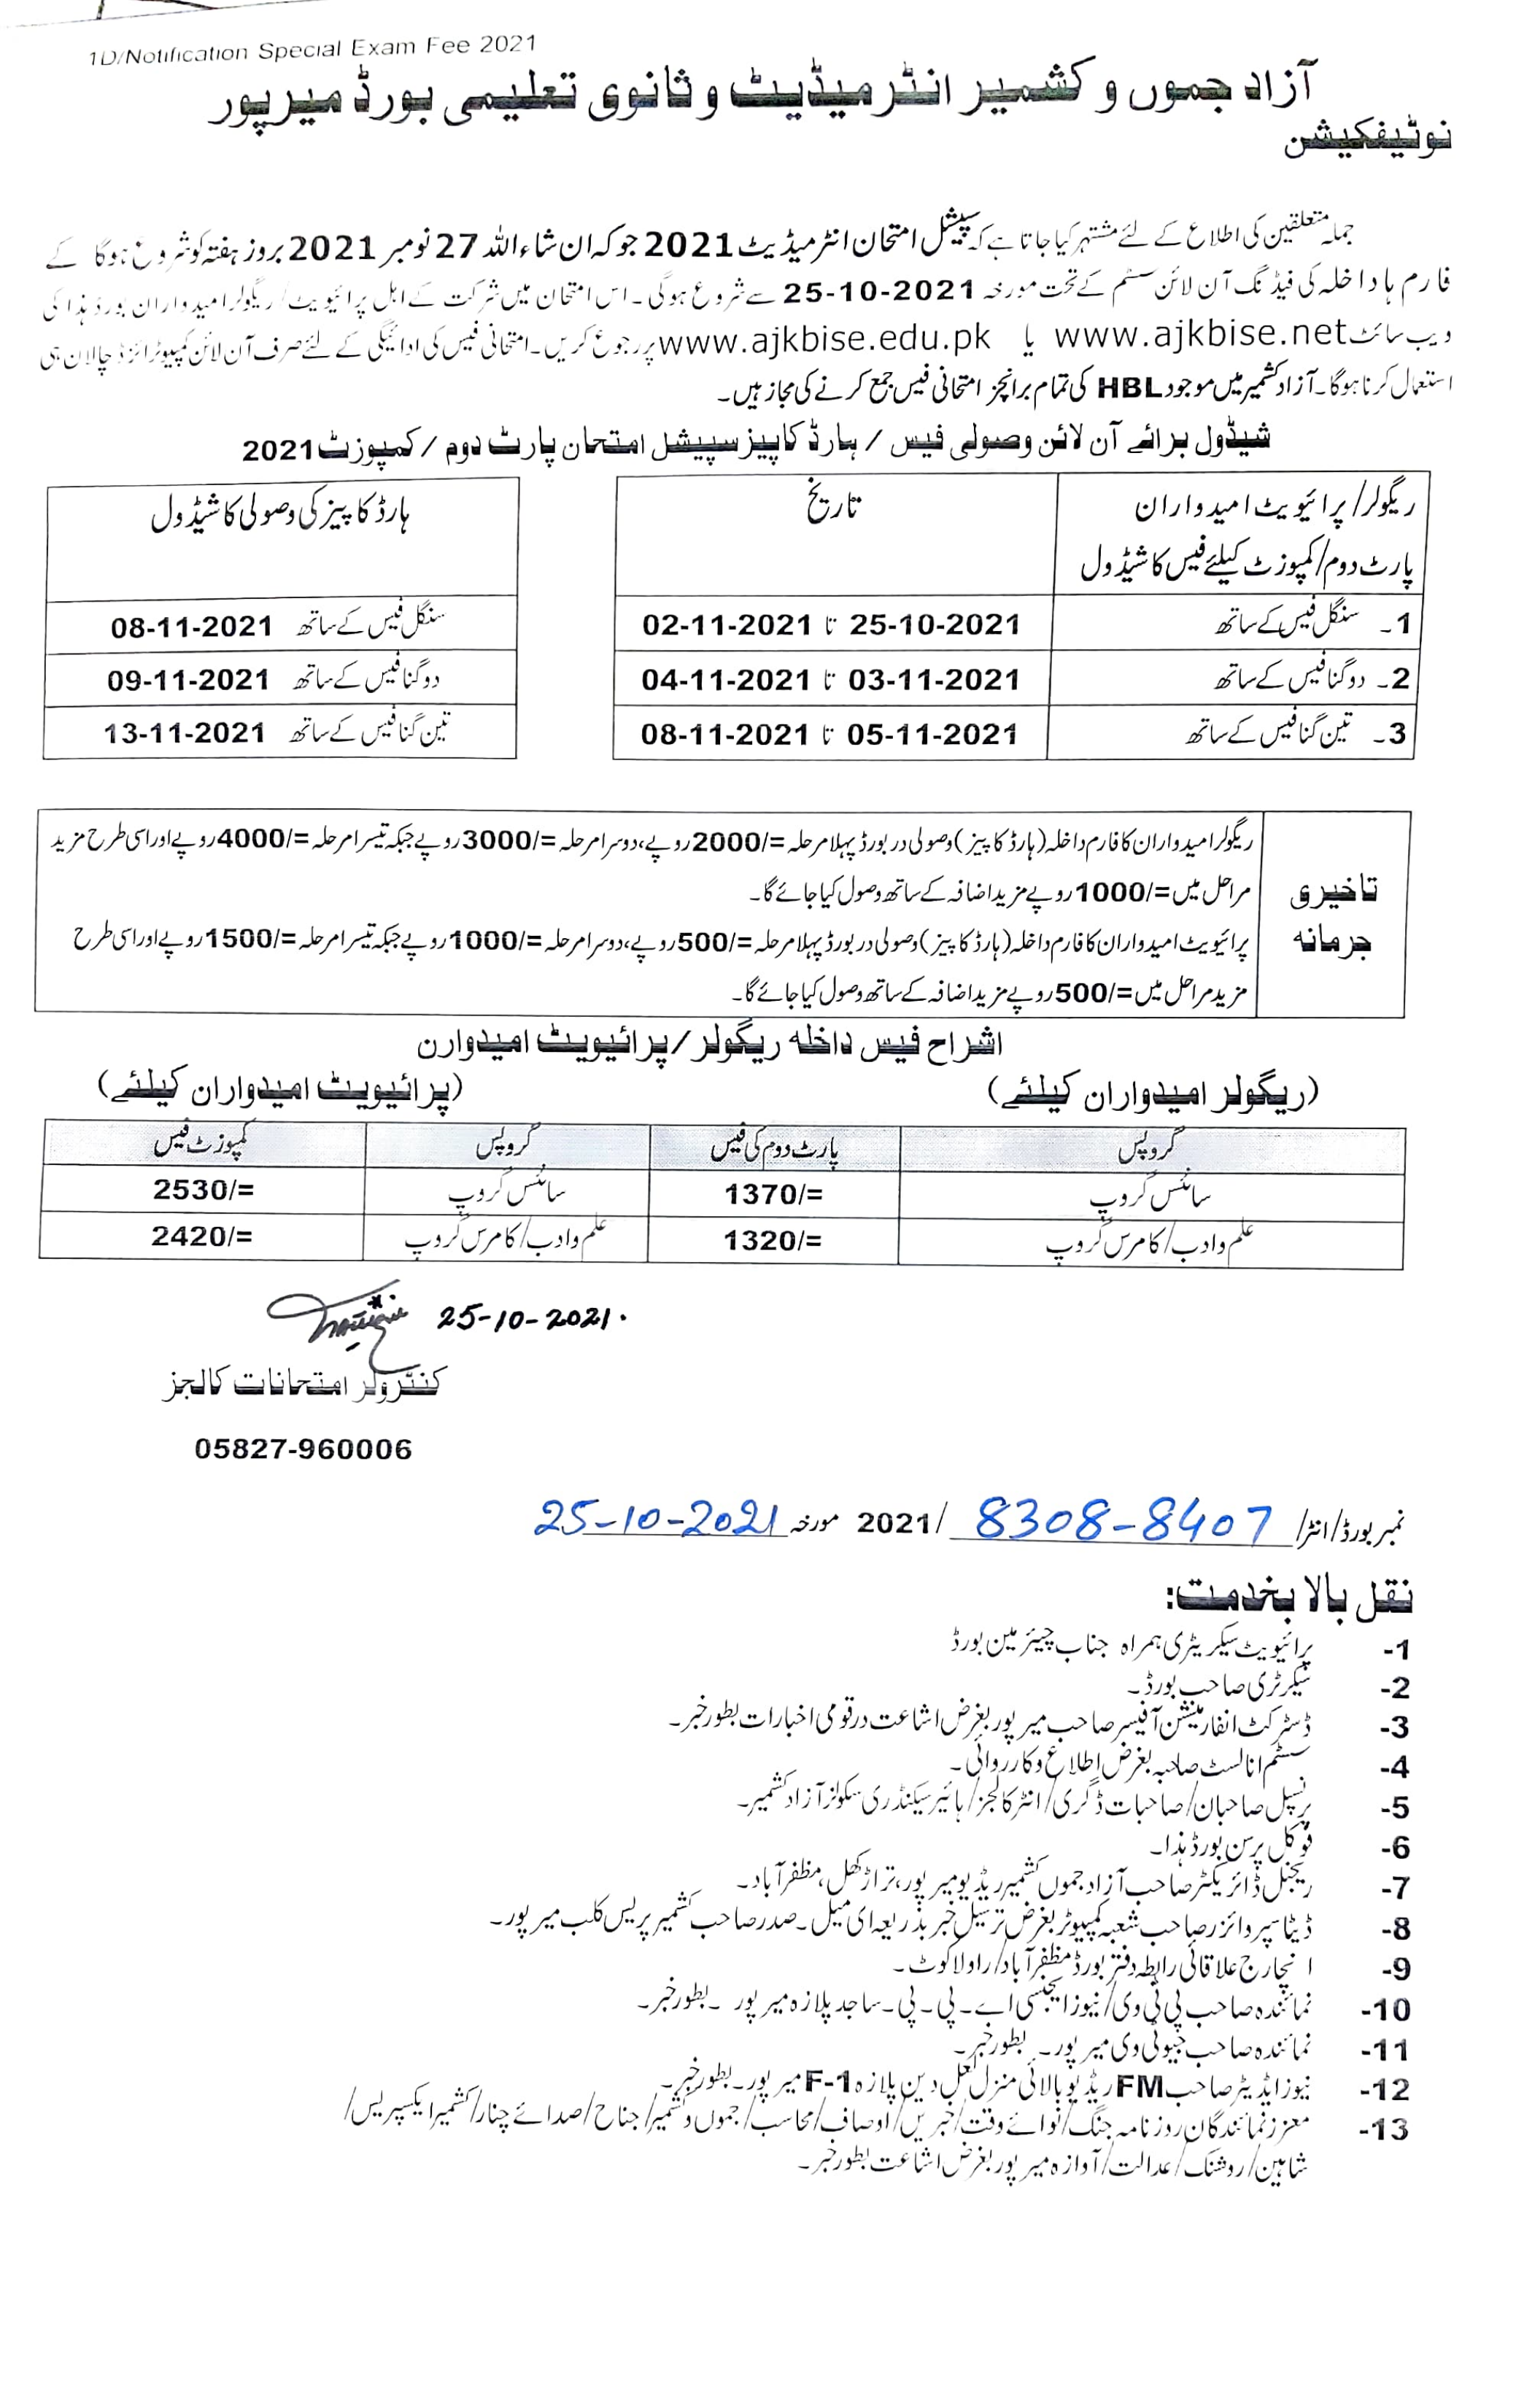 1D/Notification Special Exam Fee 2021
آزاد جموں و کشمیر انٹرمیڈیٹ و ثانوی تعلیمی بورڈ میرپور
نوٹیفکیشن
جملہ متعلقین کی اطلاع کے لئے مشتہر کیا جاتا ہے کہ سپیشل امتحان انٹرمیڈیٹ 2021 جو کہ ان شاء اللہ 27 نومبر 2021 بروز ہفتہ کو شروع ہوگا کے
فارم ہا داخلہ کی فیڈنگ آن لائن سسٹم کے تحت مورخہ 25-10-2021 سے شروع ہوگی۔ اس امتحان میں شرکت کے اہل پرائیویٹ/ریگولر امیدواران بورڈ ہذا کی
ویب سائٹ www.ajkbise.net یا www.ajkbise.edu.pk پر رجوع کریں۔ امتحانی فیس کی ادائیگی کے لئے صرف آن لائن کمپیوٹرائزڈ چالان ہی
استعمال کرنا ہوگا۔ آزاد کشمیر میں موجود HBL کی تمام برانچز امتحانی فیس جمع کرنے کی مجاز ہیں۔
شیڈول برائے آن لائن وصولی فیس / ہارڈ کاپیز سپیشل امتحان پارٹ دوم / کمپوزٹ 2021
ریگولر/پرائیویٹ امیدواران تاریخ ہارڈ کاپیز کی وصولی کا شیڈول
پارٹ دوم/کمپوزٹ کیلئے فیس کا شیڈول
1۔ سنگل فیس کے ساتھ 25-10-2021 تا 02-11-2021 سنگل فیس کے ساتھ 08-11-2021
2۔ دوگنا فیس کے ساتھ 03-11-2021 تا 04-11-2021 دوگنا فیس کے ساتھ 09-11-2021
3۔ تین گنا فیس کے ساتھ 05-11-2021 تا 08-11-2021 تین گنا فیس کے ساتھ 13-11-2021
تاخیری جرمانہ
ریگولر امیدواران کا فارم داخلہ (ہارڈ کاپیز) وصولی در بورڈ پہلا مرحلہ =/2000 روپے، دوسرا مرحلہ =/3000 روپے جبکہ تیسرا مرحلہ =/4000 روپے اور اسی طرح مزید
مراحل میں =/1000 روپے مزید اضافہ کے ساتھ وصول کیا جائے گا۔
پرائیویٹ امیدواران کا فارم داخلہ (ہارڈ کاپیز) وصولی در بورڈ پہلا مرحلہ =/500 روپے، دوسرا مرحلہ =/1000 روپے جبکہ تیسرا مرحلہ =/1500 روپے اور اسی طرح
مزید مراحل میں =/500 روپے مزید اضافہ کے ساتھ وصول کیا جائے گا۔
اشراح فیس داخلہ ریگولر/پرائیویٹ امیدوارن
(ریگولر امیدواران کیلئے) (پرائیویٹ امیدواران کیلئے)
گروپس پارٹ دوم کی فیس گروپس کمپوزٹ فیس
سائنس گروپ 1370/= سائنس گروپ 2530/=
علم و ادب/کامرس گروپ 1320/= علم و ادب/کامرس گروپ 2420/=
25-10-2021.
کنٹرولر امتحانات کالجز
05827-960006
نمبر بورڈ/انٹر/ 8308-8407 /2021 مورخہ 25-10-2021
نقل بالا بخدمت:
1- پرائیویٹ سیکریٹری ہمراہ جناب چیئرمین بورڈ
2- سیکرٹری صاحب بورڈ۔
3- ڈسٹرکٹ انفارمیشن آفیسر صاحب میرپور بغرض اشاعت در قومی اخبارات بطور خبر۔
4- سسٹم انالسٹ صاحبہ بغرض اطلاع و کارروائی۔
5- پرنسپل صاحبان/صاحبات ڈگری/انٹر کالجز/ہائیر سیکنڈری سکولز آزاد کشمیر۔
6- فوکل پرسن بورڈ ہذا۔
7- ریجنل ڈائریکٹر صاحب آزاد جموں کشمیر ریڈیو میرپور، تراڑکھل، مظفرآباد۔
8- ڈیٹا سپروائزر صاحب شعبہ کمپیوٹر بغرض ترسیل خبر بذریعہ ای میل۔ صدر صاحب کشمیر پریس کلب میرپور۔
9- انچارج علاقائی رابطہ دفتر بورڈ مظفرآباد/راولاکوٹ۔
10- نمائندہ صاحب پی ٹی وی/نیوز ایجنسی اے۔پی۔پی۔ساجد پلازہ میرپور ۔بطور خبر۔
11- نمائندہ صاحب جیو ٹی وی میرپور۔ بطور خبر۔
12- نیوز ایڈیٹر صاحب FM ریڈیو بالائی منزل لعل دین پلازہ F-1 میرپور۔بطور خبر۔
13- معزز نمائندگان روزنامہ جنگ/نوائے وقت/خبریں/اوصاف/محاسب/جموں و کشمیر/جناح/صدائے چنار/کشمیر ایکسپریس/
شاہین/روشنک/عدالت/آوازہ میرپور بغرض اشاعت بطور خبر۔